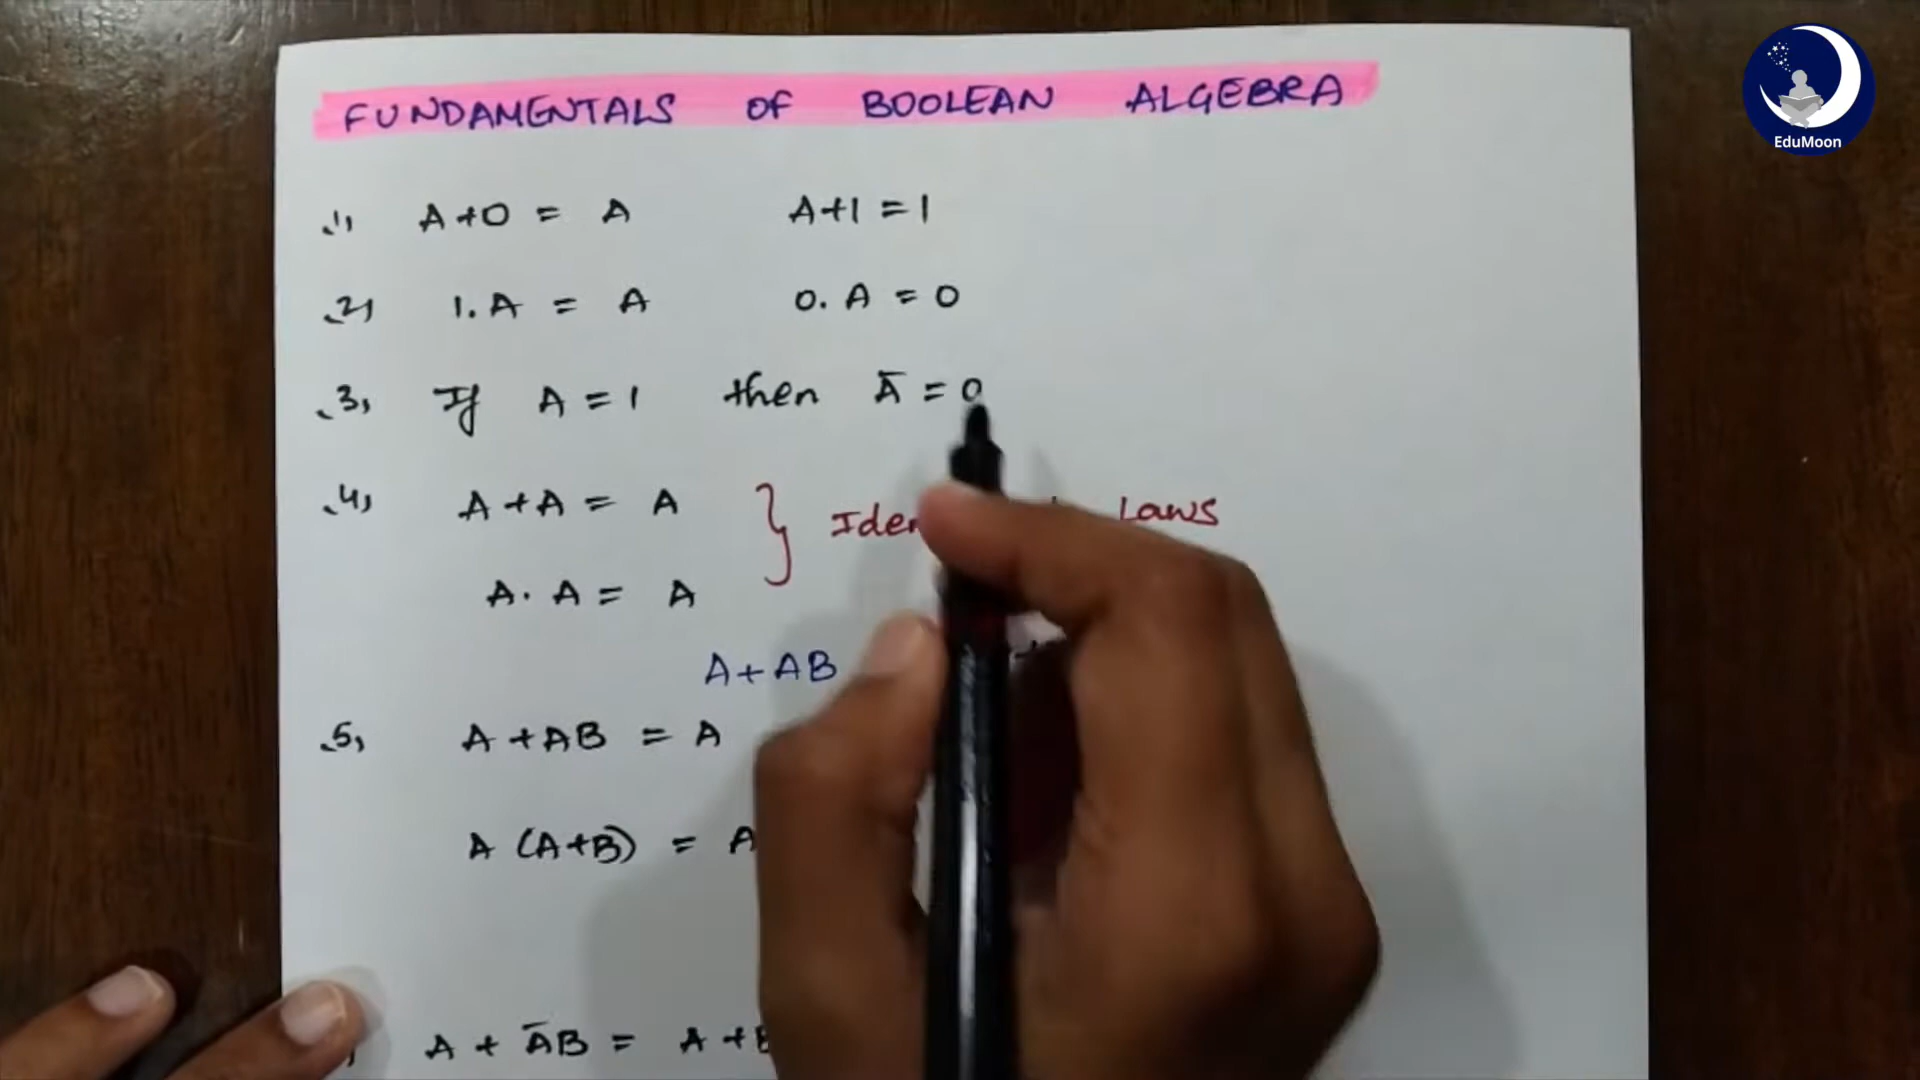 FUNDAMENTALS OF BOOLEAN ALGEBRA
EduMoon
1, A+0 = A A+1 = 1
2, 1.A = A 0.A = 0
3, If A = 1 then Ā = 0
4, A+A = A } Laws
A.A = A
A+AB
5, A+AB = A
A (A+B) = A
A + ĀB = A+B